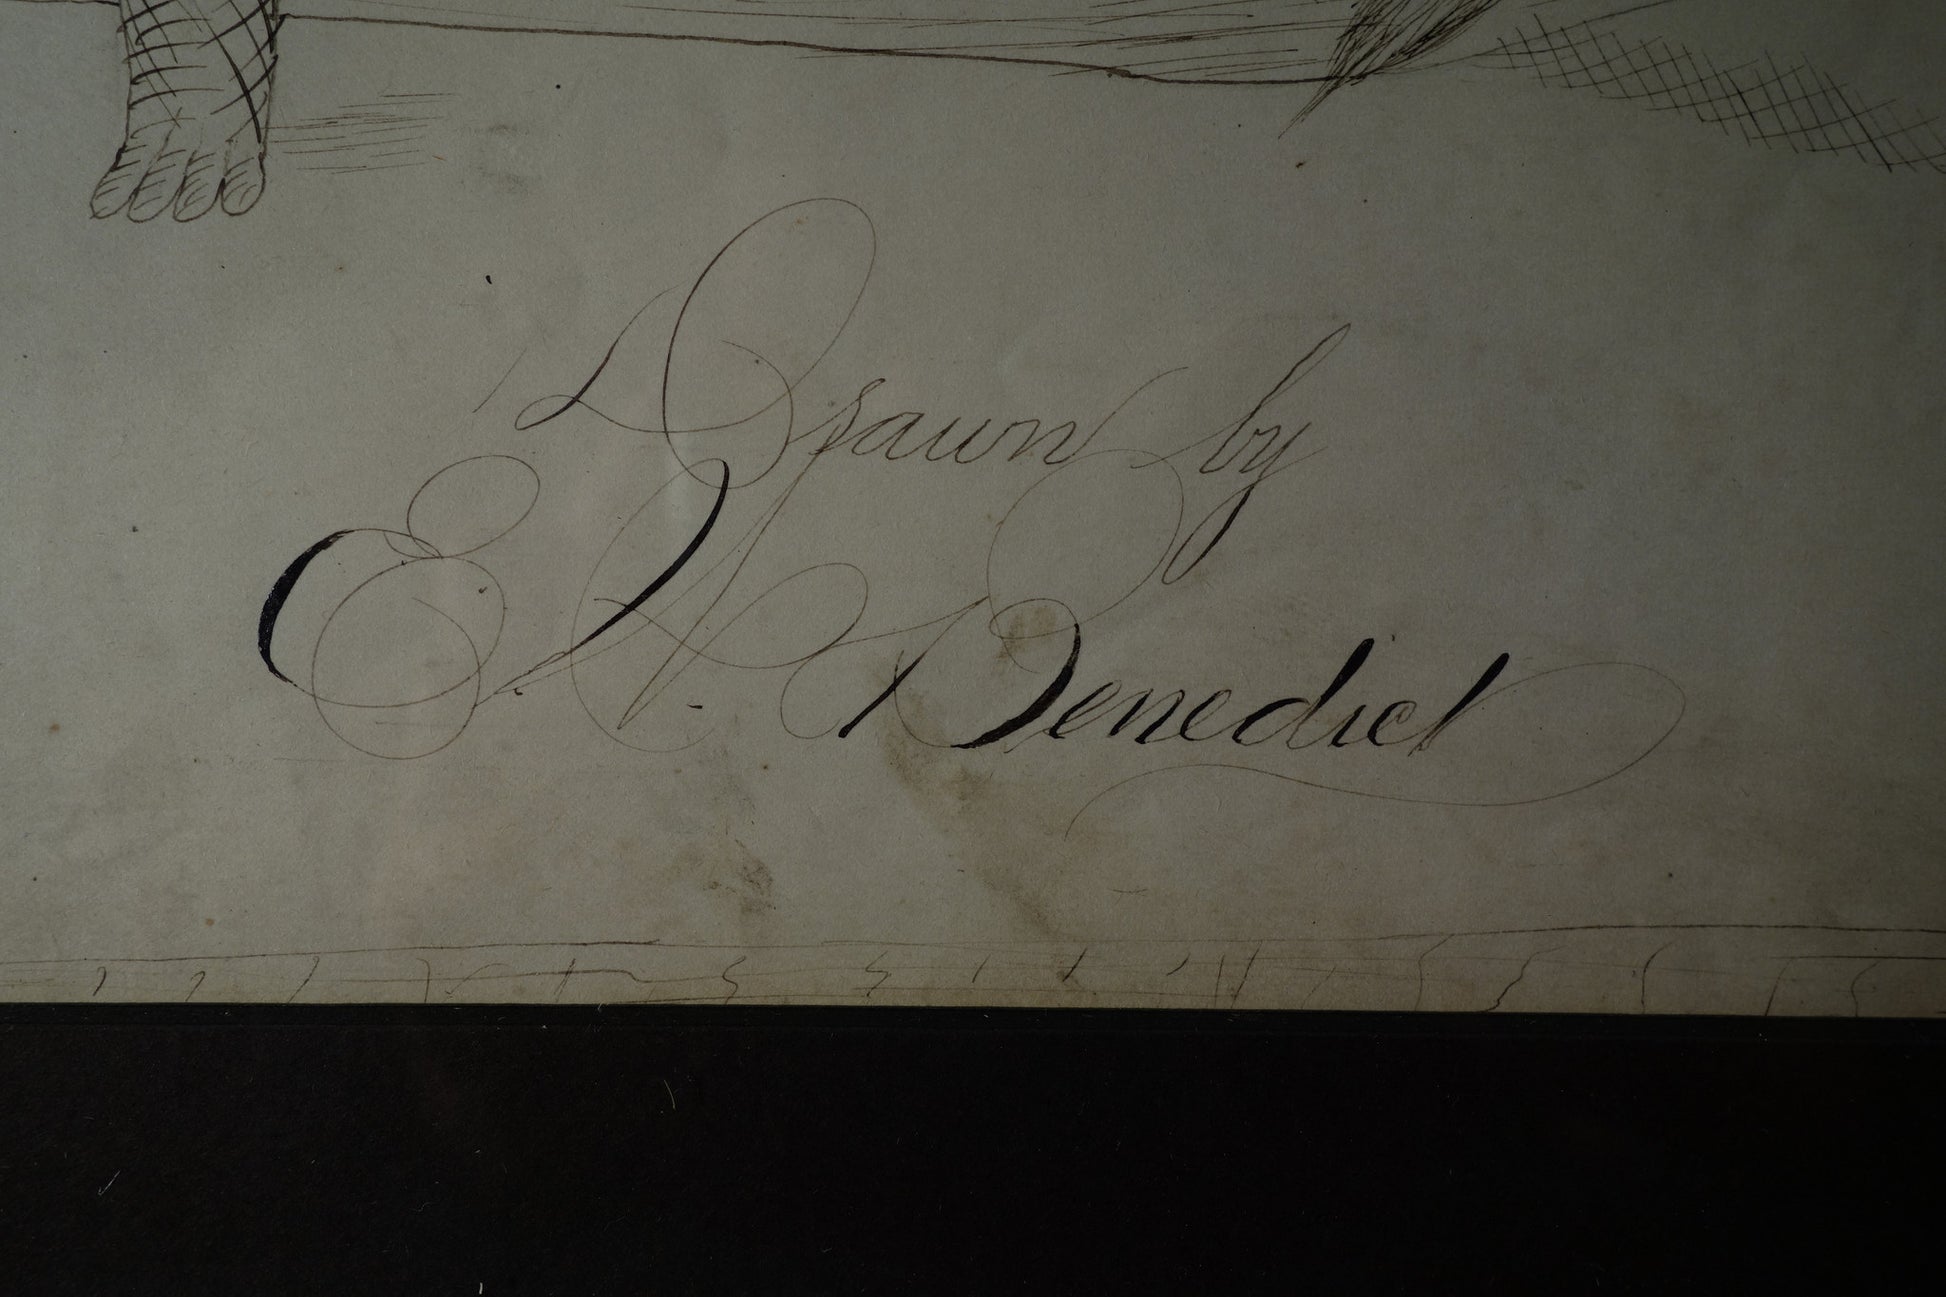 Drawn by
E. N. Benedict